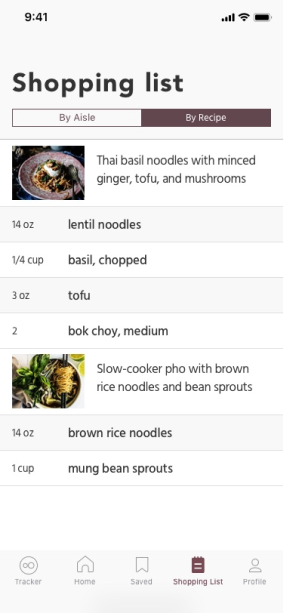 9:41
Shopping list
By Aisle
By Recipe
Thai basil noodles with minced
ginger, tofu, and mushrooms
14 oz lentil noodles
1/4 cup basil, chopped
3 oz tofu
2 bok choy, medium
Slow-cooker pho with brown
rice noodles and bean sprouts
14 oz brown rice noodles
1 cup mung bean sprouts
Tracker
Home
Saved
Shopping List
Profile